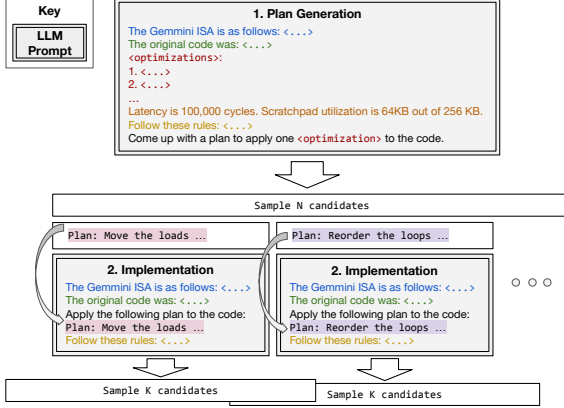 Key
LLM
Prompt
1. Plan Generation
The Gemmini ISA is as follows: <...>
The original code was: <...>
<optimizations>:
1. <...>
2. <...>
...
Latency is 100,000 cycles. Scratchpad utilization is 64KB out of 256 KB.
Follow these rules: <...>
Come up with a plan to apply one <optimization> to the code.
Sample N candidates
Plan: Move the loads ...
Plan: Reorder the loops ...
2. Implementation
The Gemmini ISA is as follows: <...>
The original code was: <...>
Apply the following plan to the code:
Plan: Move the loads ...
Follow these rules: <...>
2. Implementation
The Gemmini ISA is as follows: <...>
The original code was: <...>
Apply the following plan to the code:
Plan: Reorder the loops ...
Follow these rules: <...>
Sample K candidates
Sample K candidates